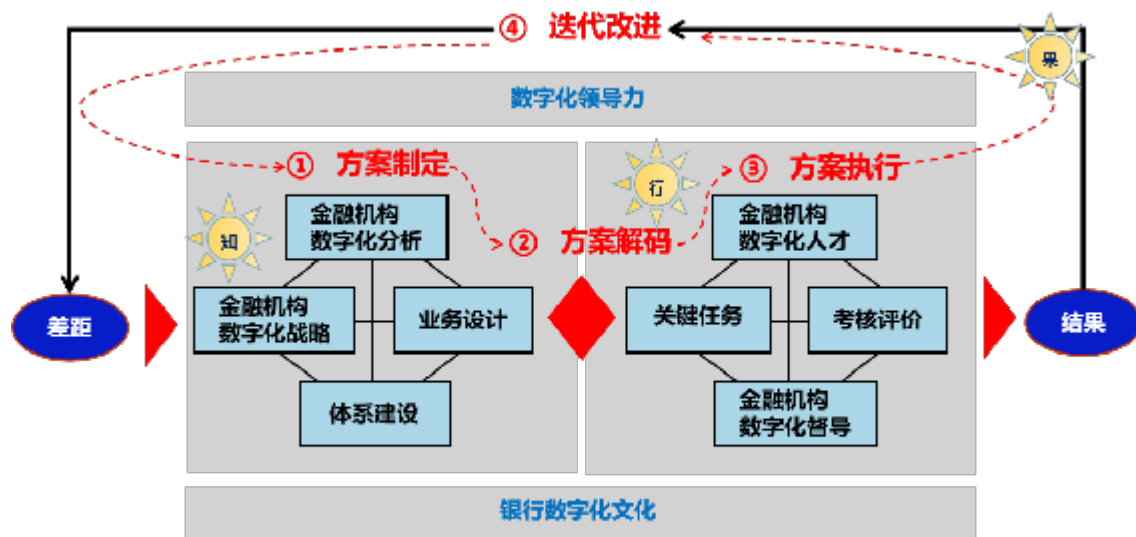 ④ 迭代改进
果
数字化领导力
① 方案制定
③ 方案执行
行
知
金融机构
数字化分析
② 方案解码
金融机构
数字化人才
差距
金融机构
数字化战略
业务设计
关键任务
考核评价
结果
体系建设
金融机构
数字化督导
银行数字化文化